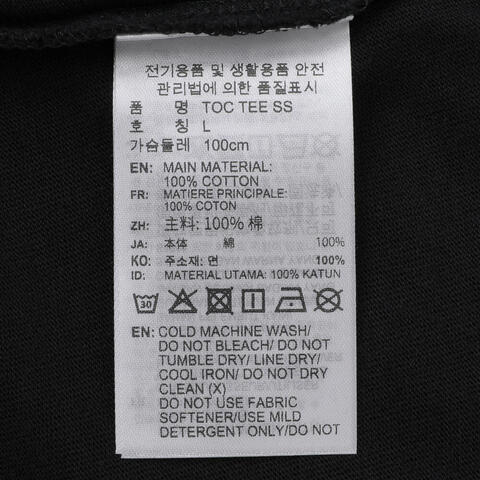 전기용품 및 생활용품 안전
관리법에 의한 품질표시
품 명 TOC TEE SS
호 칭 L
가슴둘레 100cm
EN: MAIN MATERIAL:
100% COTTON
FR: MATIERE PRINCIPALE:
100% COTON
ZH: 主料: 100% 棉
JA: 本体 綿 100%
KO: 주소재: 면 100%
ID: MATERIAL UTAMA: 100% KATUN
30
EN: COLD MACHINE WASH/
DO NOT BLEACH/ DO NOT
TUMBLE DRY/ LINE DRY/
COOL IRON/ DO NOT DRY
CLEAN (X)
DO NOT USE FABRIC
SOFTENER/USE MILD
DETERGENT ONLY/DO NOT